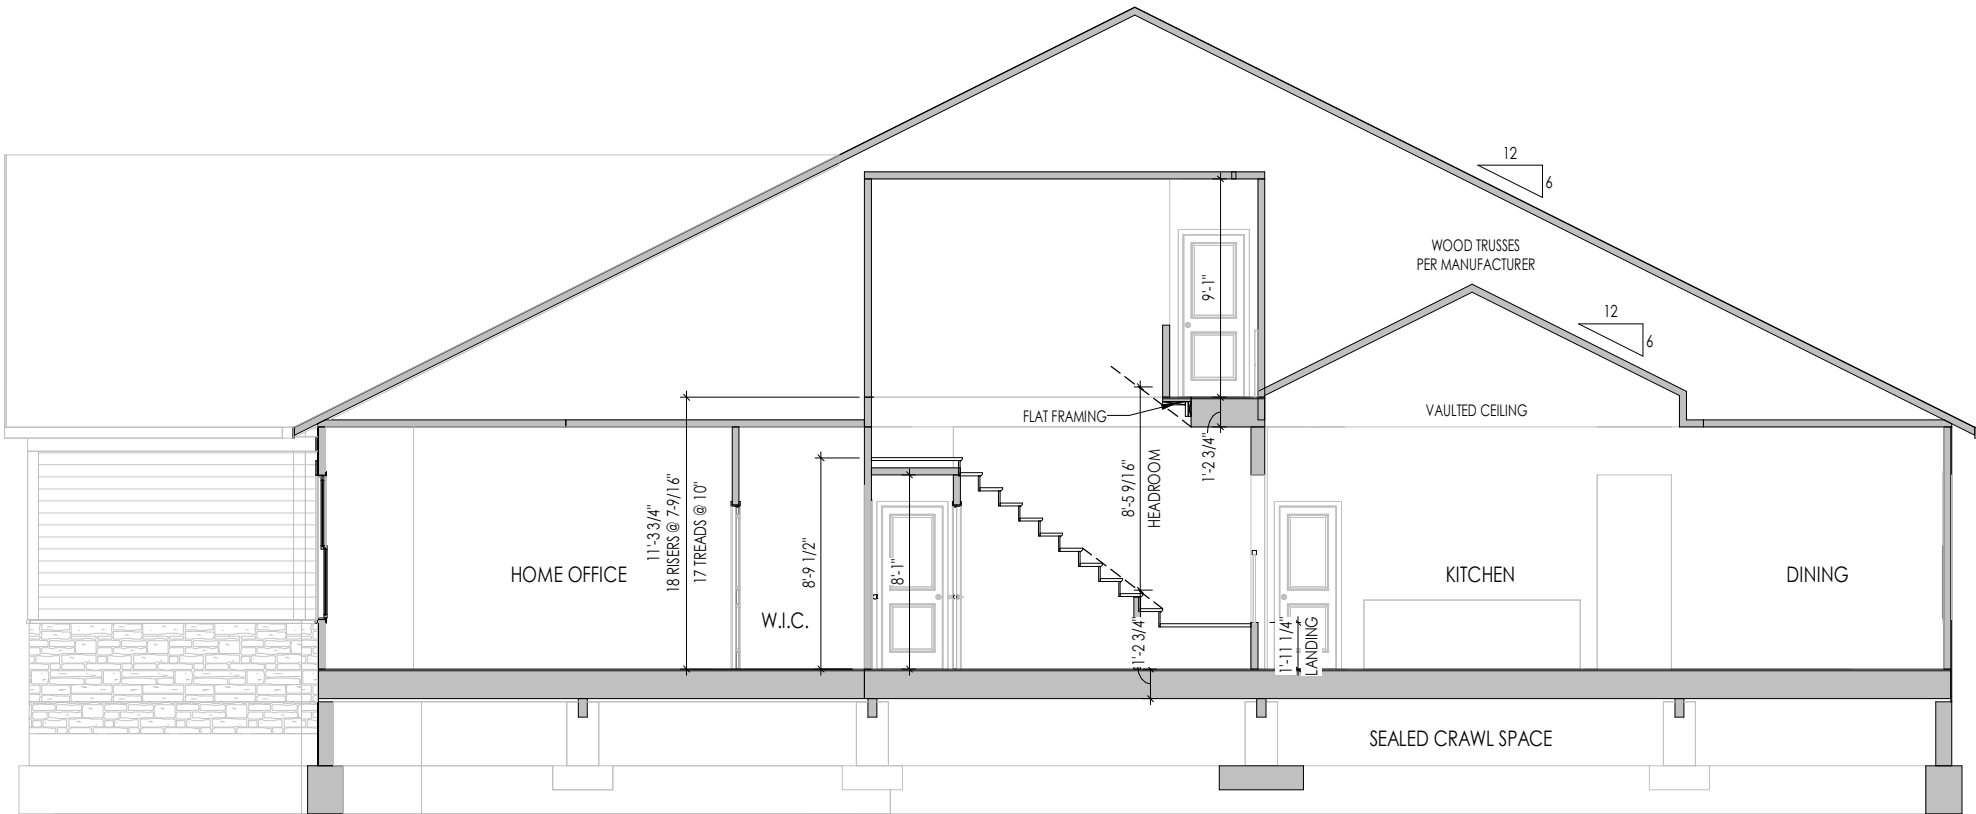 12
6
WOOD TRUSSES
PER MANUFACTURER
9'-1"
12
6
FLAT FRAMING
VAULTED CEILING
1'-2 3/4"
8'-5 9/16"
HEADROOM
11'-3 3/4"
18 RISERS @ 7-9/16"
17 TREADS @ 10"
8'-9 1/2"
8'-1"
HOME OFFICE
W.I.C.
KITCHEN
DINING
1'-2 3/4"
1'-11 1/4"
LANDING
SEALED CRAWL SPACE